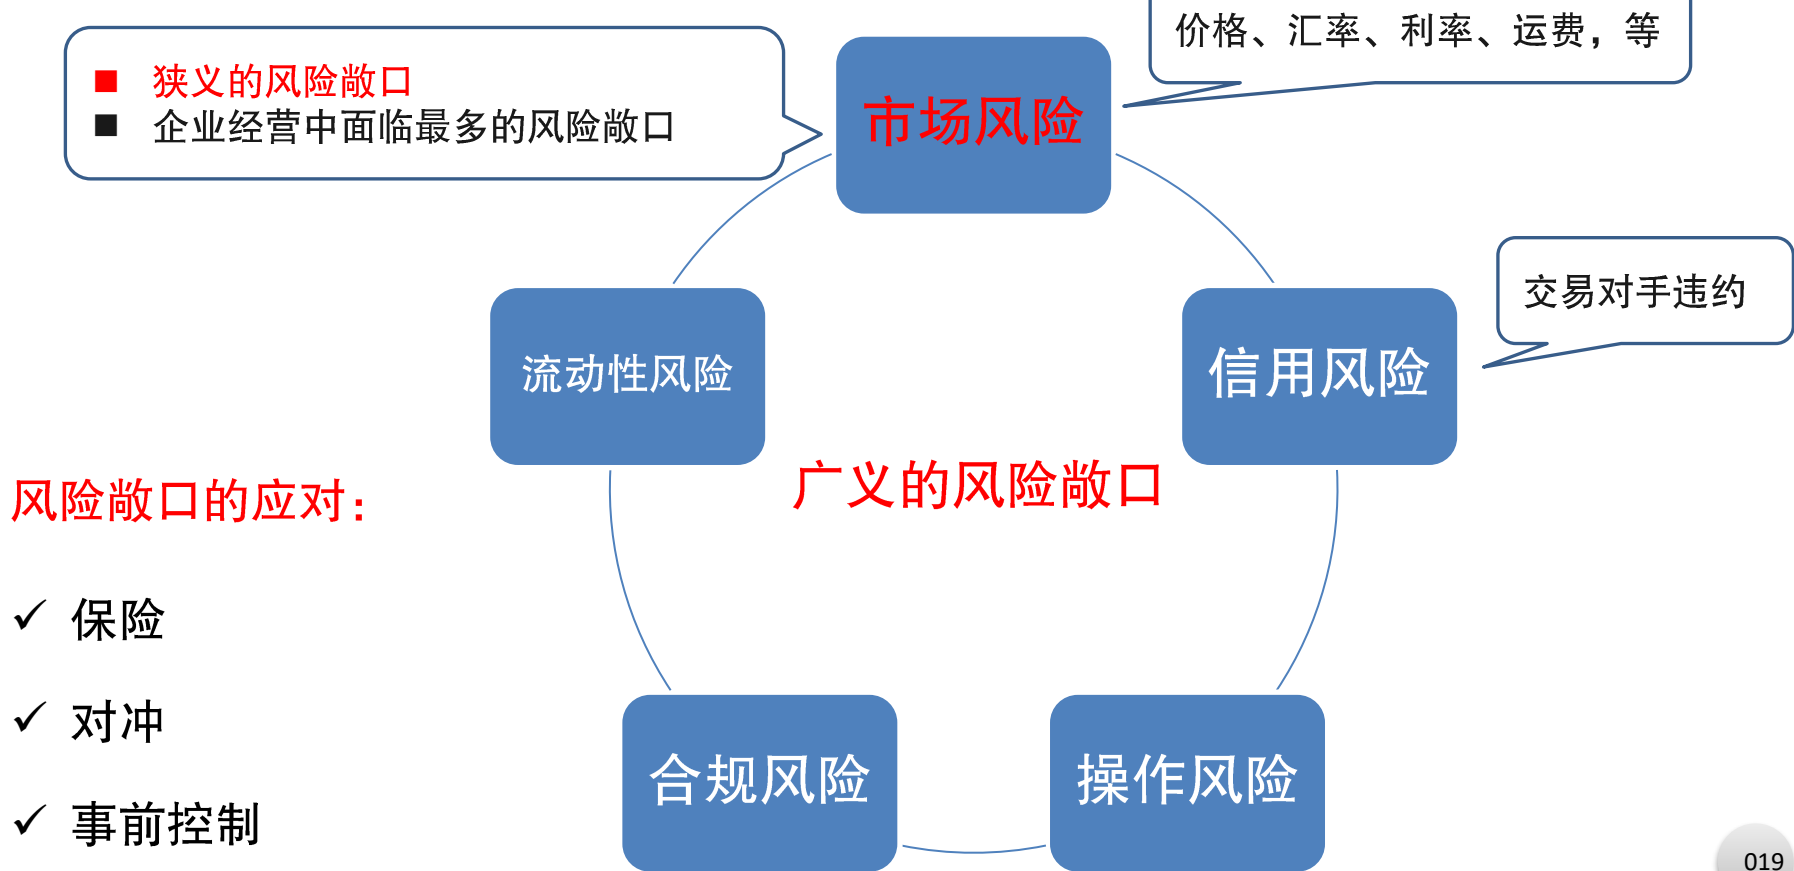 价格、汇率、利率、运费，等
■ 狭义的风险敞口
■ 企业经营中面临最多的风险敞口
市场风险
交易对手违约
流动性风险
信用风险
广义的风险敞口
风险敞口的应对：
✓ 保险
✓ 对冲
✓ 事前控制
合规风险
操作风险
019